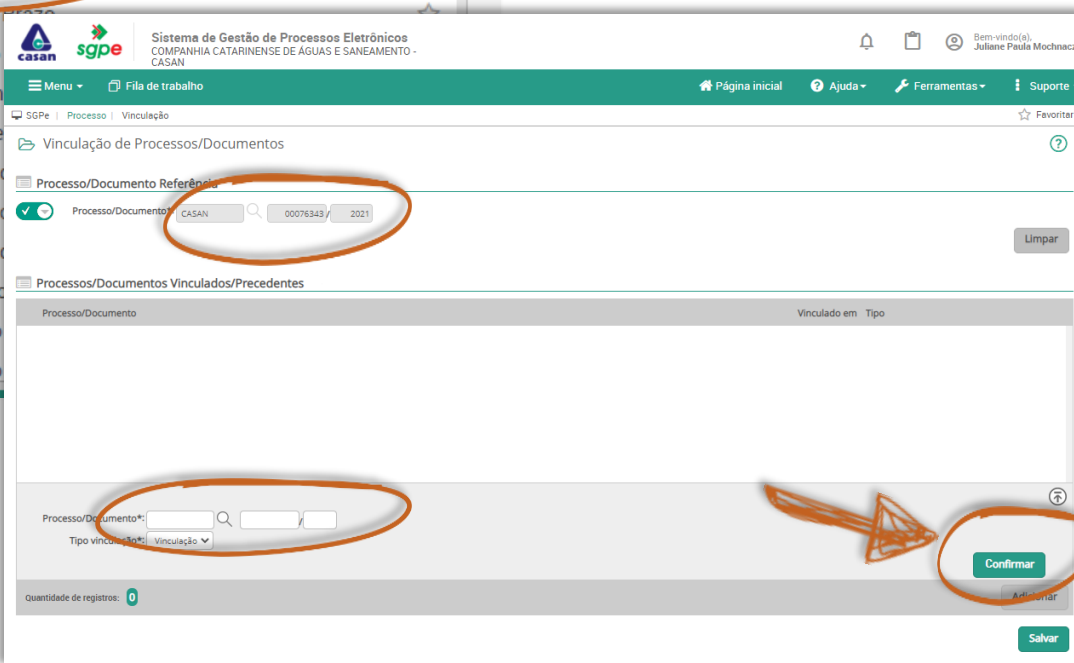 casan
sgpe
Sistema de Gestão de Processos Eletrônicos
COMPANHIA CATARINENSE DE ÁGUAS E SANEAMENTO -
CASAN
Bem-vindo(a),
Juliane Paula Mochnacz
Menu
Fila de trabalho
Página inicial
Ajuda
Ferramentas
Suporte
SGPe | Processo | Vinculação
Favoritar
Vinculação de Processos/Documentos
?
Processo/Documento Referência
Processo/Documento* CASAN 00076343 / 2021
Limpar
Processos/Documentos Vinculados/Precedentes
Processo/Documento Vinculado em Tipo
Processo/Documento*: /
Tipo vinculação*: Vinculação
Confirmar
Quantidade de registros: 0
Adicionar
Salvar